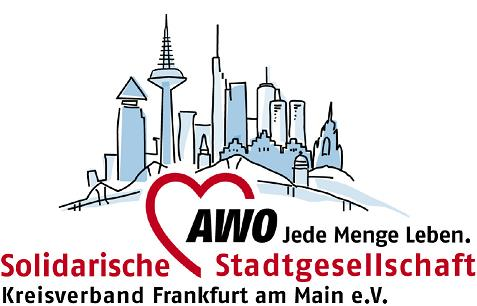 AWO Jede Menge Leben.
Solidarische Stadtgesellschaft
Kreisverband Frankfurt am Main e.V.